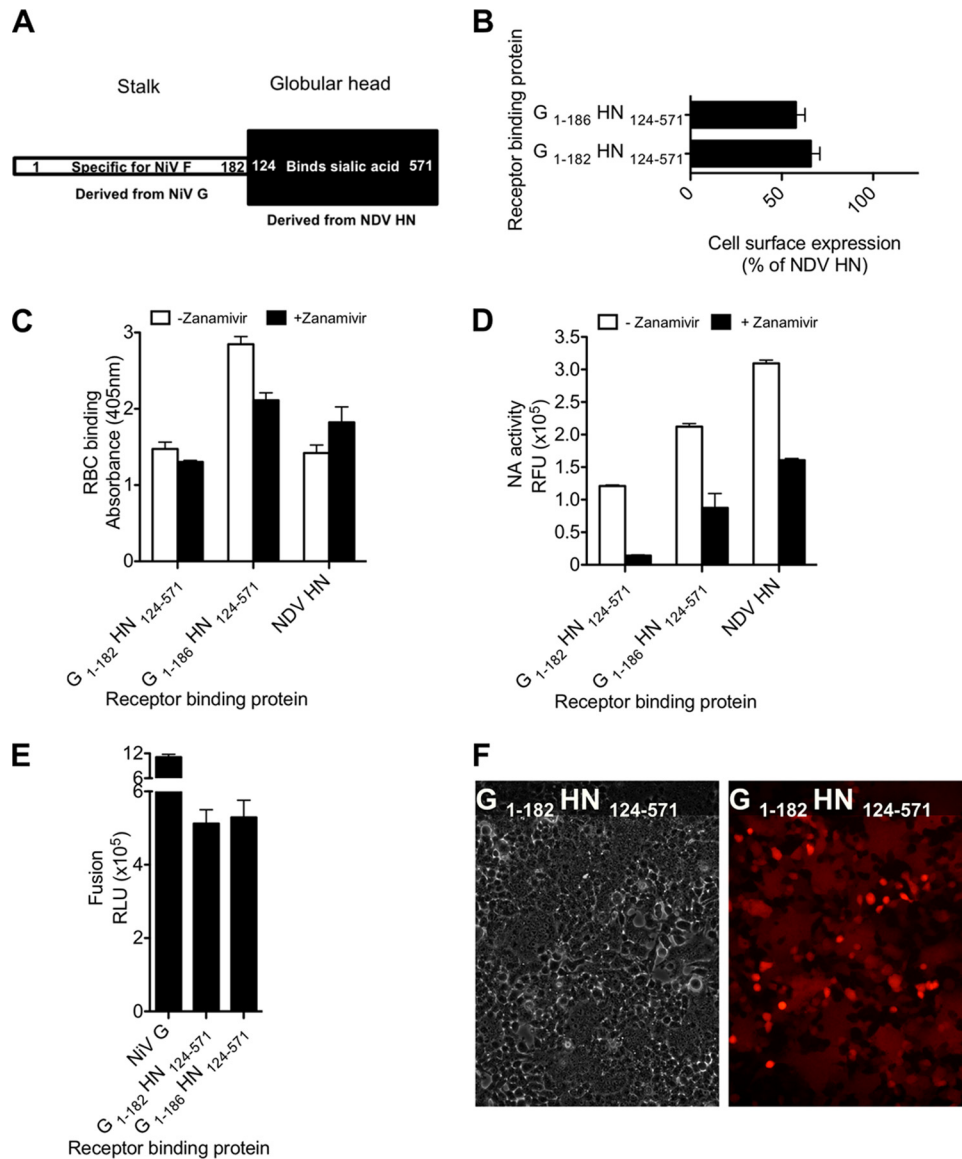 A
Stalk
Globular head
1 Specific for NiV F 182
124 Binds sialic acid 571
Derived from NiV G
Derived from NDV HN
B
Receptor binding protein
G 1-186 HN 124-571
G 1-182 HN 124-571
0 50 100
Cell surface expression
(% of NDV HN)
C
-Zanamivir +Zanamivir
RBC binding
Absorbance (405nm)
3
2
1
0
G 1-182 HN 124-571
G 1-186 HN 124-571
NDV HN
Receptor binding protein
D
- Zanamivir + Zanamivir
NA activity
RFU (x10⁵)
3.5
3.0
2.5
2.0
1.5
1.0
0.5
0
G 1-182 HN 124-571
G 1-186 HN 124-571
NDV HN
Receptor binding protein
E
Fusion
RLU (x10⁵)
12
6
6
4
2
0
NiV G
G 1-182 HN 124-571
G 1-186 HN 124-571
Receptor binding protein
F
G 1-182 HN 124-571
G 1-182 HN 124-571